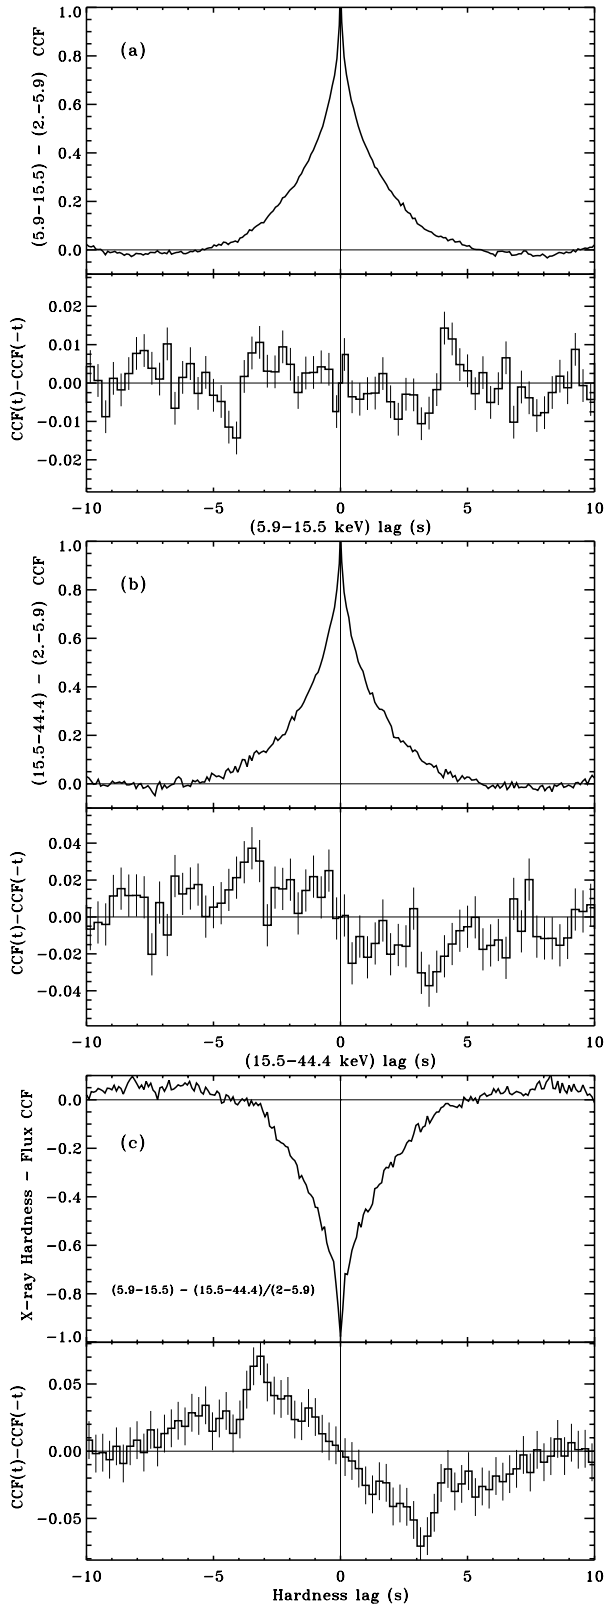 1.0
(a)
0.8
0.6
0.4
0.2
0.0
(5.9−15.5) − (2.−5.9) CCF
0.02
0.01
0.00
−0.01
−0.02
CCF(t)−CCF(−t)
−10 −5 0 5 10
(5.9−15.5 keV) lag (s)
1.0
(b)
0.8
0.6
0.4
0.2
0.0
(15.5−44.4) − (2.−5.9) CCF
0.04
0.02
0.00
−0.02
−0.04
CCF(t)−CCF(−t)
−10 −5 0 5 10
(15.5−44.4 keV) lag (s)
0.0
(c)
−0.2
−0.4
−0.6
−0.8
−1.0
X−ray Hardness − Flux CCF
(5.9−15.5) − (15.5−44.4)/(2−5.9)
0.05
0.00
−0.05
CCF(t)−CCF(−t)
−10 −5 0 5 10
Hardness lag (s)